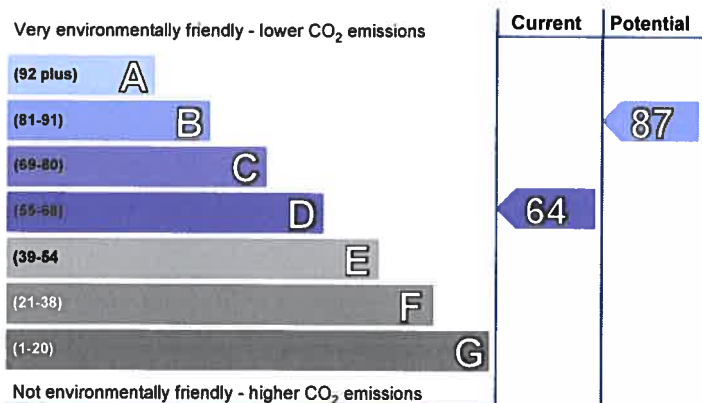 Very environmentally friendly - lower CO2 emissions
Current
Potential
(92 plus) A
(81-91) B
87
(69-80) C
(55-68) D
64
(39-54 E
(21-38) F
(1-20) G
Not environmentally friendly - higher CO2 emissions